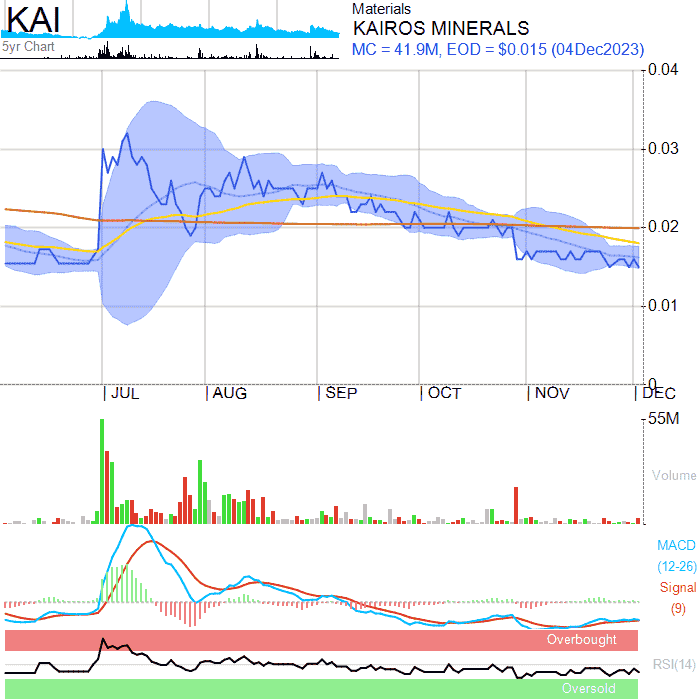 KAI
5yr Chart
Materials
KAIROS MINERALS
MC = 41.9M, EOD = $0.015 (04Dec2023)
0.04
0.03
0.02
0.01
0
JUL
AUG
SEP
OCT
NOV
DEC
55M
Volume
MACD
(12-26)
Signal
(9)
Overbought
RSI(14)
Oversold